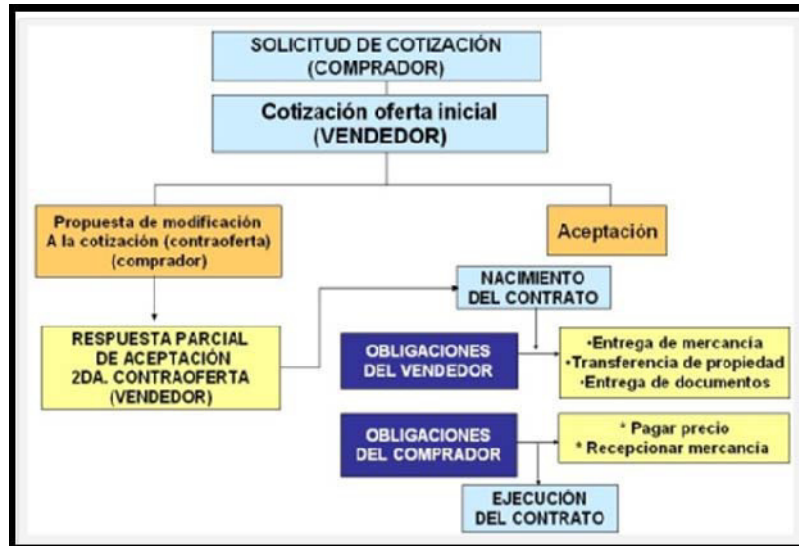 SOLICITUD DE COTIZACIÓN
(COMPRADOR)
Cotización oferta inicial
(VENDEDOR)
Propuesta de modificación
A la cotización (contraoferta)
(comprador)
Aceptación
NACIMIENTO
DEL CONTRATO
RESPUESTA PARCIAL
DE ACEPTACIÓN
2DA. CONTRAOFERTA
(VENDEDOR)
OBLIGACIONES
DEL VENDEDOR
•Entrega de mercancía
•Transferencia de propiedad
•Entrega de documentos
OBLIGACIONES
DEL COMPRADOR
* Pagar precio
* Recepcionar mercancía
EJECUCIÓN
DEL CONTRATO